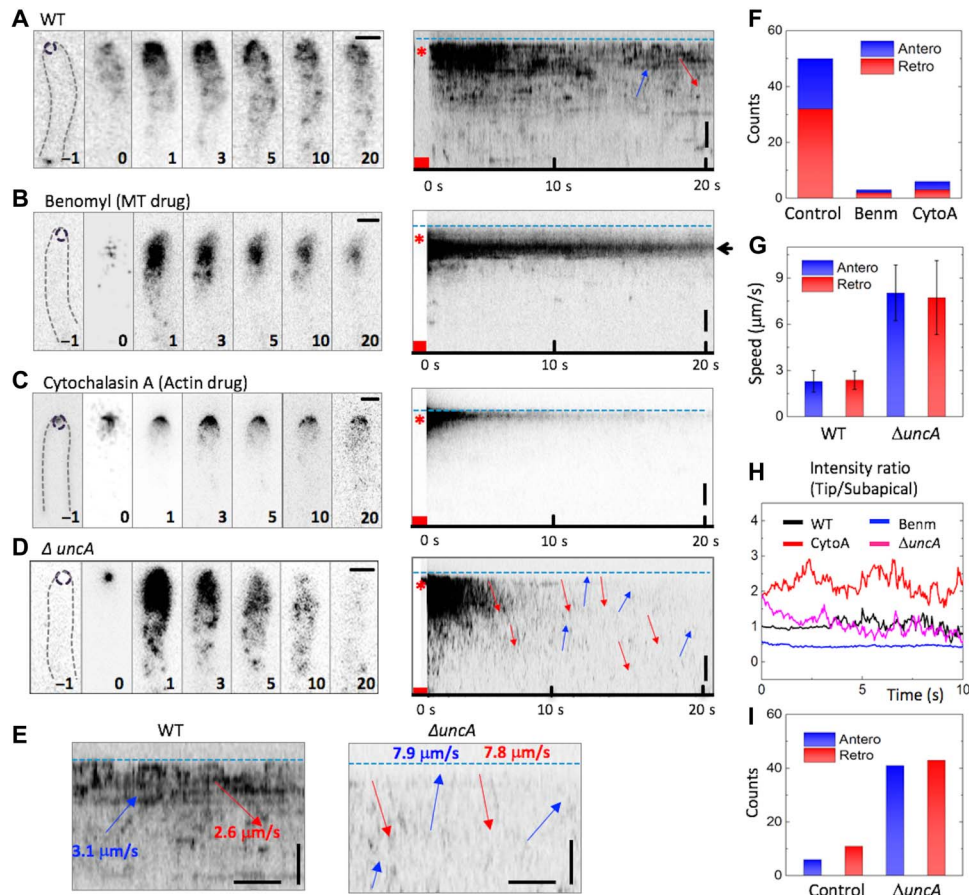 A
WT
−1 0 1 3 5 10 20
*
0 s 10 s 20 s
B
Benomyl (MT drug)
−1 0 1 3 5 10 20
*
0 s 10 s 20 s
C
Cytochalasin A (Actin drug)
−1 0 1 3 5 10 20
*
0 s 10 s 20 s
D
Δ uncA
−1 0 1 3 5 10 20
*
0 s 10 s 20 s
E
WT
3.1 μm/s
2.6 μm/s
ΔuncA
7.9 μm/s 7.8 μm/s
F
Antero
Retro
Counts
60
40
20
0
Control Benm CytoA
G
Antero
Retro
Speed (μm/s)
9
6
3
0
WT ΔuncA
H
Intensity ratio
(Tip/Subapical)
WT Benm
CytoA ΔuncA
4
3
2
1
0
0 5 10
Time (s)
I
Antero
Retro
Counts
60
40
20
0
Control ΔuncA